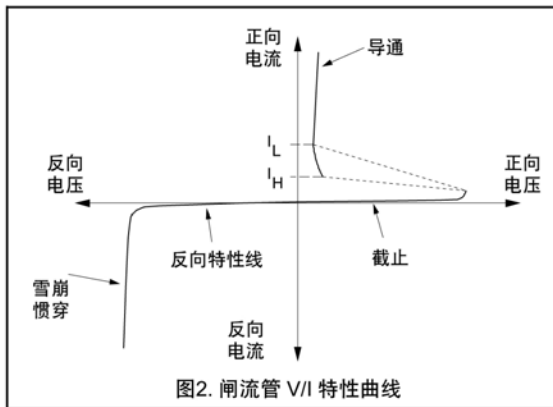 正向
电流
导通
I_L
I_H
反向
电压
正向
电压
反向特性线
截止
雪崩
惯穿
反向
电流
图2. 闸流管 V/I 特性曲线